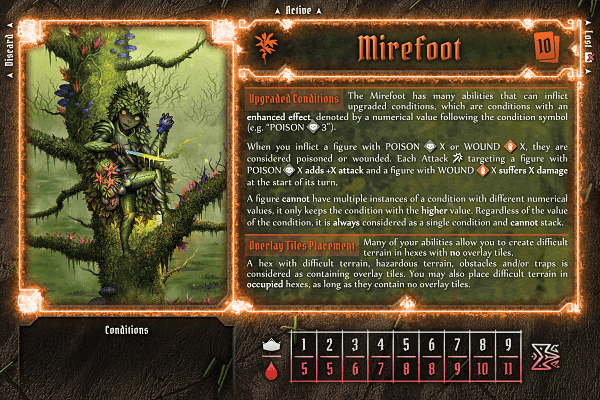 Active
Discard
Lost
Mirefoot
10
Upgraded Conditions The Mirefoot has many abilities that can inflict
upgraded conditions, which are conditions with an
enhanced effect, denoted by a numerical value following the condition symbol
(e.g. “POISON 3”).
When you inflict a figure with POISON X or WOUND X, they are
considered poisoned or wounded. Each Attack targeting a figure with
POISON X adds +X attack and a figure with WOUND X suffers X damage
at the start of its turn.
A figure cannot have multiple instances of a condition with different numerical
values, it only keeps the condition with the higher value. Regardless of the value
of the condition, it is always considered as a single condition and cannot stack.
Overlay Tiles Placement Many of your abilities allow you to create difficult
terrain in hexes with no overlay tiles.
A hex with difficult terrain, hazardous terrain, obstacles and/or traps is
considered as containing overlay tiles. You may also place difficult terrain in
occupied hexes, as long as they contain no overlay tiles.
Conditions
1 2 3 4 5 6 7 8 9
5 5 6 7 8 8 9 10 11